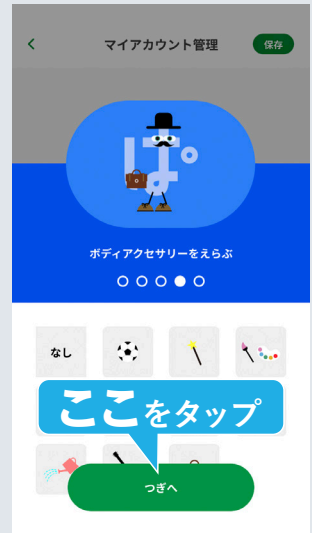 マイアカウント管理
保存
ぱ
ボディアクセサリーをえらぶ
なし
ここをタップ
つぎへ